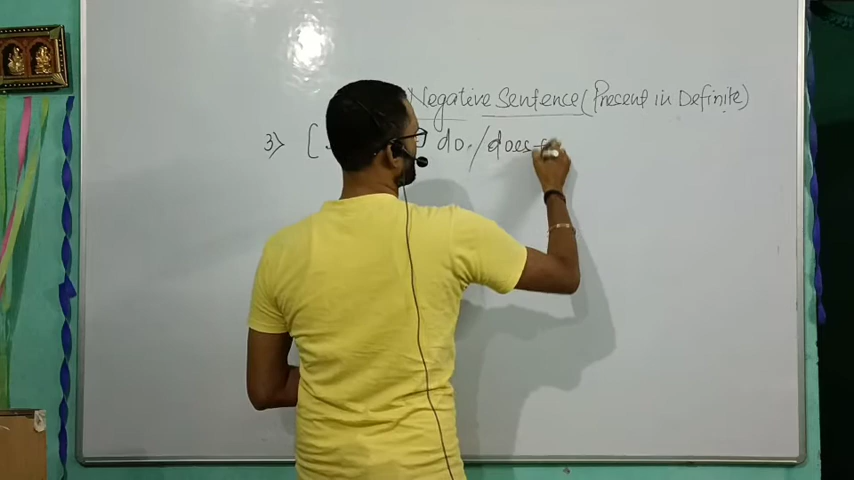 Negative Sentence (Present in Definite)
3> [ do / does +